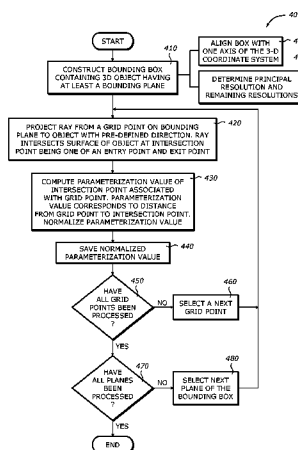 40
START
410
CONSTRUCT BOUNDING BOX
CONTAINING 3D OBJECT HAVING
AT LEAST A BOUNDING PLANE
ALIGN BOX WITH
ONE AXIS OF THE 3-D
COORDINATE SYSTEM
4
4
DETERMINE PRINCIPAL
RESOLUTION AND
REMAINING RESOLUTIONS
PROJECT RAY FROM A GRID POINT ON BOUNDING
PLANE TO OBJECT WITH PRE-DEFINED DIRECTION. RAY
INTERSECTS SURFACE OF OBJECT AT INTERSECTION
POINT BEING ONE OF AN ENTRY POINT AND EXIT POINT
420
COMPUTE PARAMETERIZATION VALUE OF
INTERSECTION POINT ASSOCIATED
WITH GRID POINT. PARAMETERIZATION
VALUE CORRESPONDS TO DISTANCE
FROM GRID POINT TO INTERSECTION POINT.
NORMALIZE PARAMETERIZATION VALUE
430
SAVE NORMALIZED
PARAMETERIZATION VALUE
440
450
HAVE
ALL GRID
POINTS BEEN
PROCESSED
?
NO
460
SELECT A NEXT
GRID POINT
YES
470
HAVE
ALL PLANES
BEEN
PROCESSED
?
NO
480
SELECT NEXT
PLANE OF THE
BOUNDING BOX
YES
END